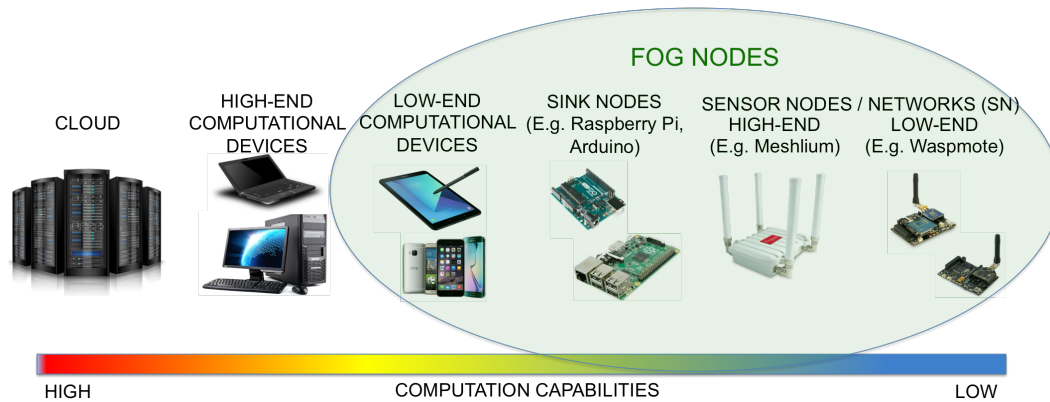 FOG NODES
CLOUD
HIGH-END
COMPUTATIONAL
DEVICES
LOW-END
COMPUTATIONAL
DEVICES
SINK NODES
(E.g. Raspberry Pi,
Arduino)
SENSOR NODES / NETWORKS (SN)
HIGH-END
(E.g. Meshlium)
LOW-END
(E.g. Waspmote)
HIGH
COMPUTATION CAPABILITIES
LOW